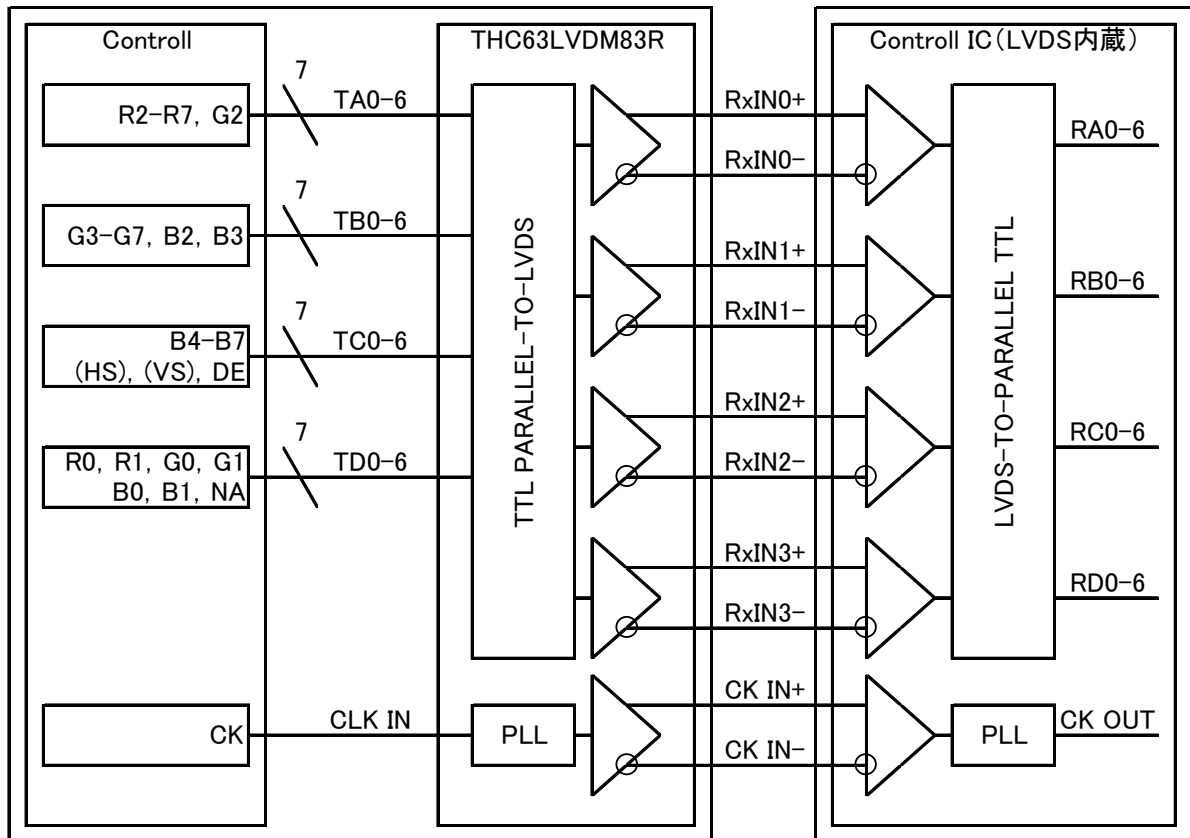 Controll
THC63LVDM83R
Controll IC(LVDS内蔵)
R2-R7, G2
7
TA0-6
RxIN0+
RxIN0-
RA0-6
G3-G7, B2, B3
7
TB0-6
RxIN1+
RxIN1-
RB0-6
B4-B7
(HS), (VS), DE
7
TC0-6
RxIN2+
RxIN2-
RC0-6
R0, R1, G0, G1
B0, B1, NA
7
TD0-6
RxIN3+
RxIN3-
RD0-6
TTL PARALLEL-TO-LVDS
LVDS-TO-PARALLEL TTL
CK
CLK IN
PLL
CK IN+
CK IN-
PLL
CK OUT